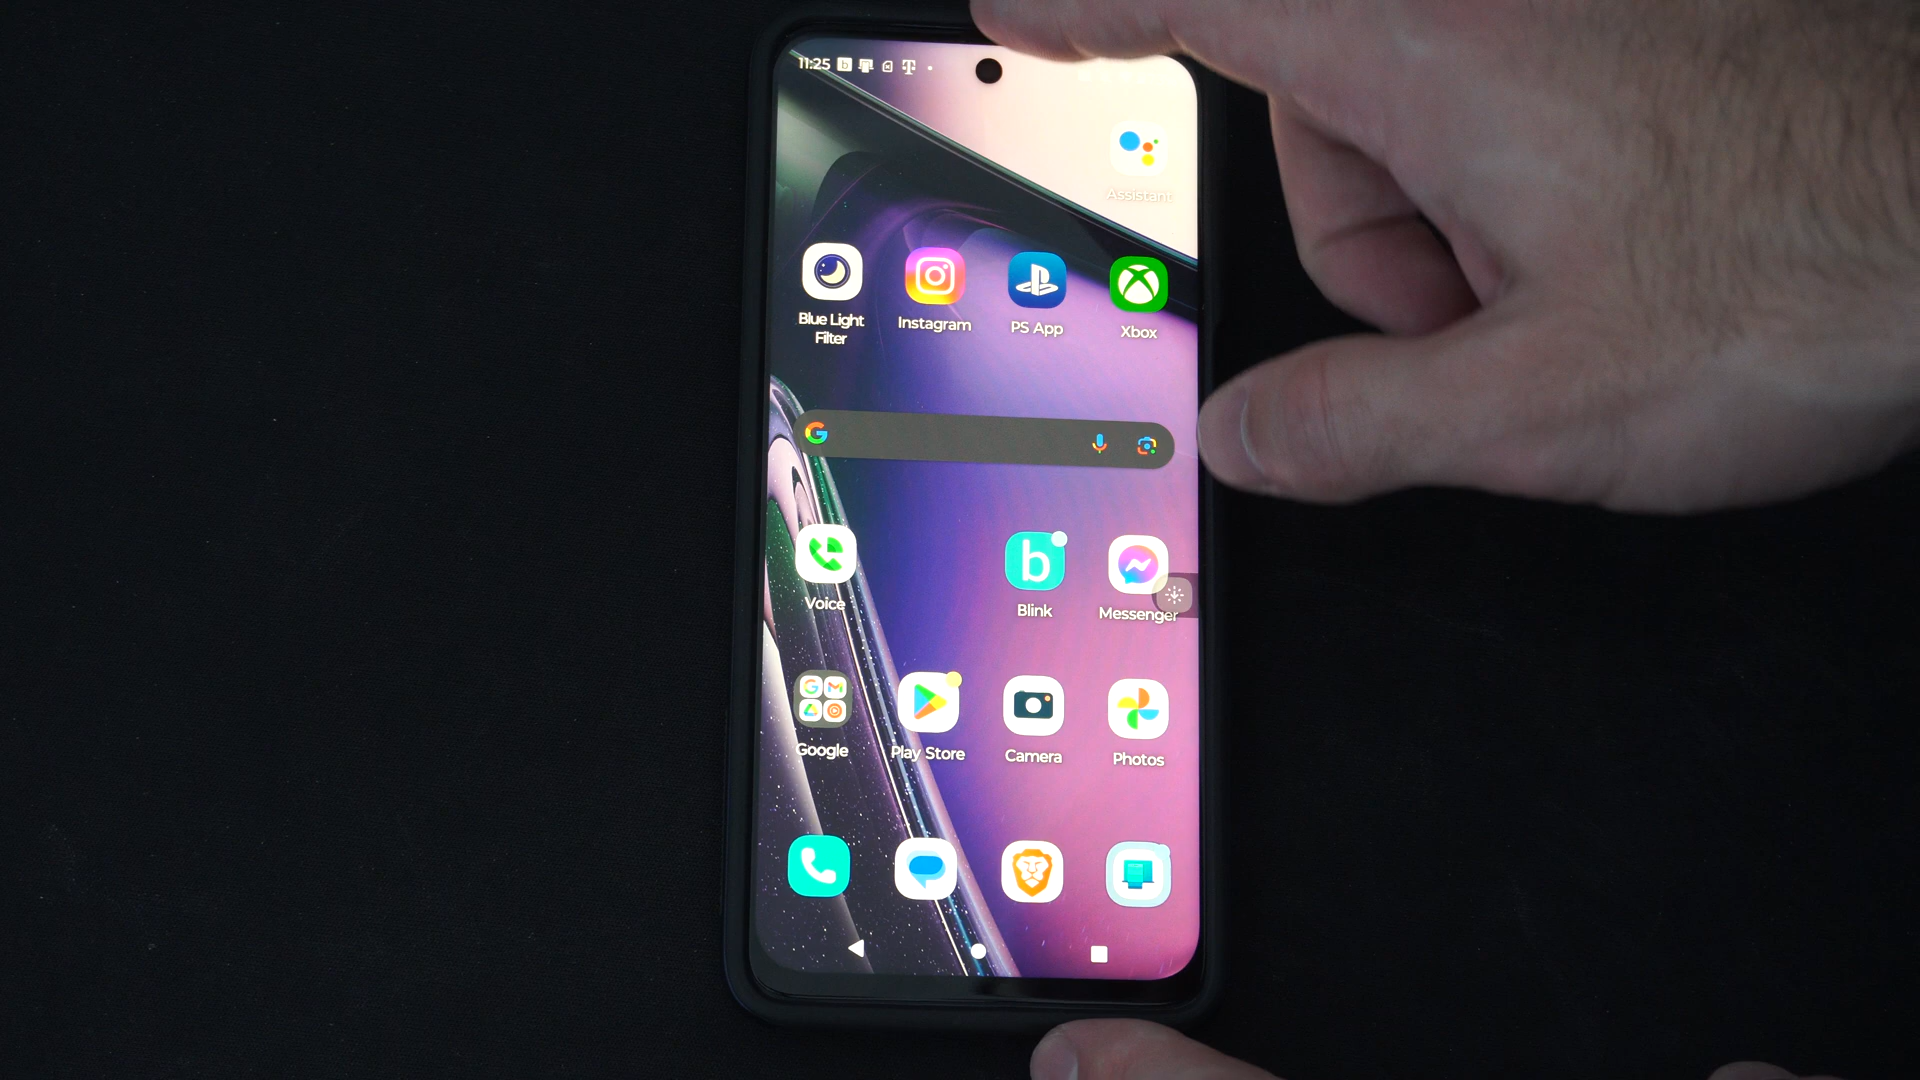 11:25
Assistant
Blue Light
Filter
Instagram
PS App
Xbox
Voice
b
Blink
Messenger
Google
Play Store
Camera
Photos